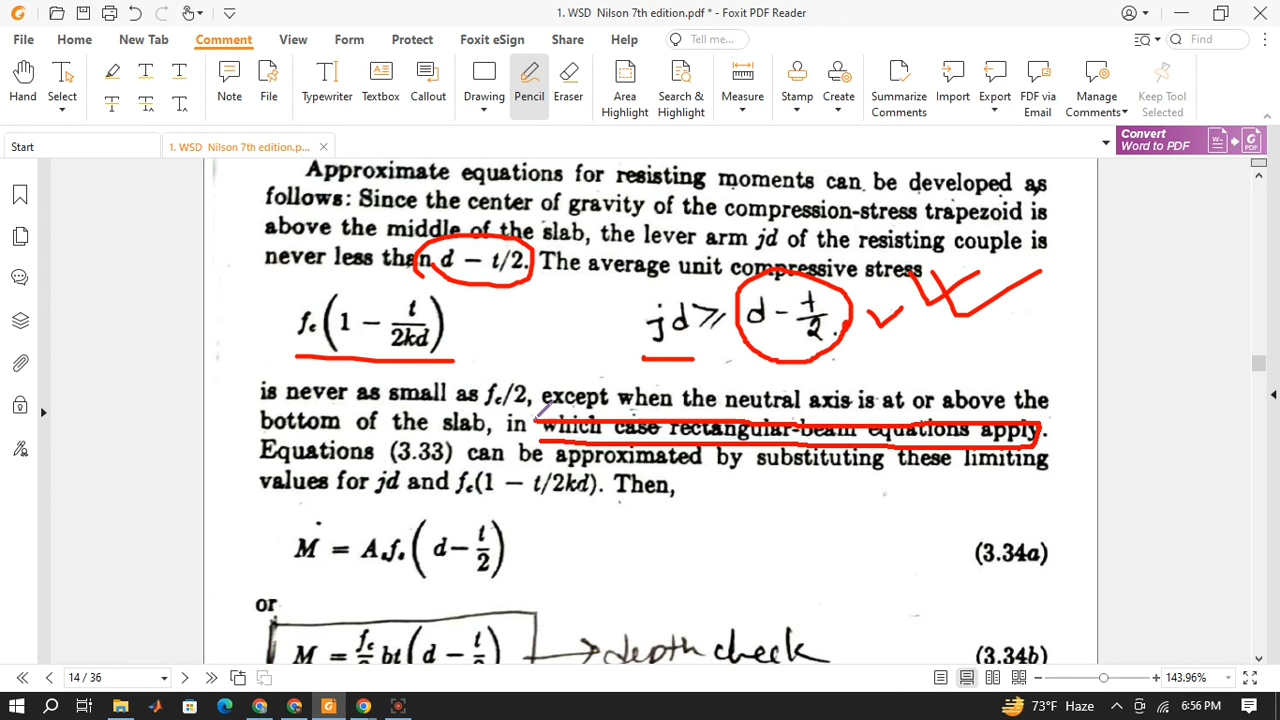 1. WSD Nilson 7th edition.pdf * - Foxit PDF Reader
File Home New Tab Comment View Form Protect Foxit eSign Share Help Tell me... Find
Hand Select Note File Typewriter Textbox Callout Drawing Pencil Eraser Area Highlight Search & Highlight Measure Stamp Create Summarize Comments Import Export PDF via Email Manage Comments Keep Tool Selected
Start 1. WSD Nilson 7th edition.p... Convert Word to PDF
Approximate equations for resisting moments can be developed as
follows: Since the center of gravity of the compression-stress trapezoid is
above the middle of the slab, the lever arm jd of the resisting couple is
never less than d − t/2. The average unit compressive stress
fc(1 − t/2kd) jd ≥ d − t/2.
is never as small as fc/2, except when the neutral axis is at or above the
bottom of the slab, in which case rectangular-beam equations apply.
Equations (3.33) can be approximated by substituting these limiting
values for jd and fc(1 − t/2kd). Then,
M = Asfs(d − t/2) (3.34a)
or
M = fc/2 bt(d − t/2) → depth check (3.34b)
14 / 36 143.96%
73°F Haze 6:56 PM